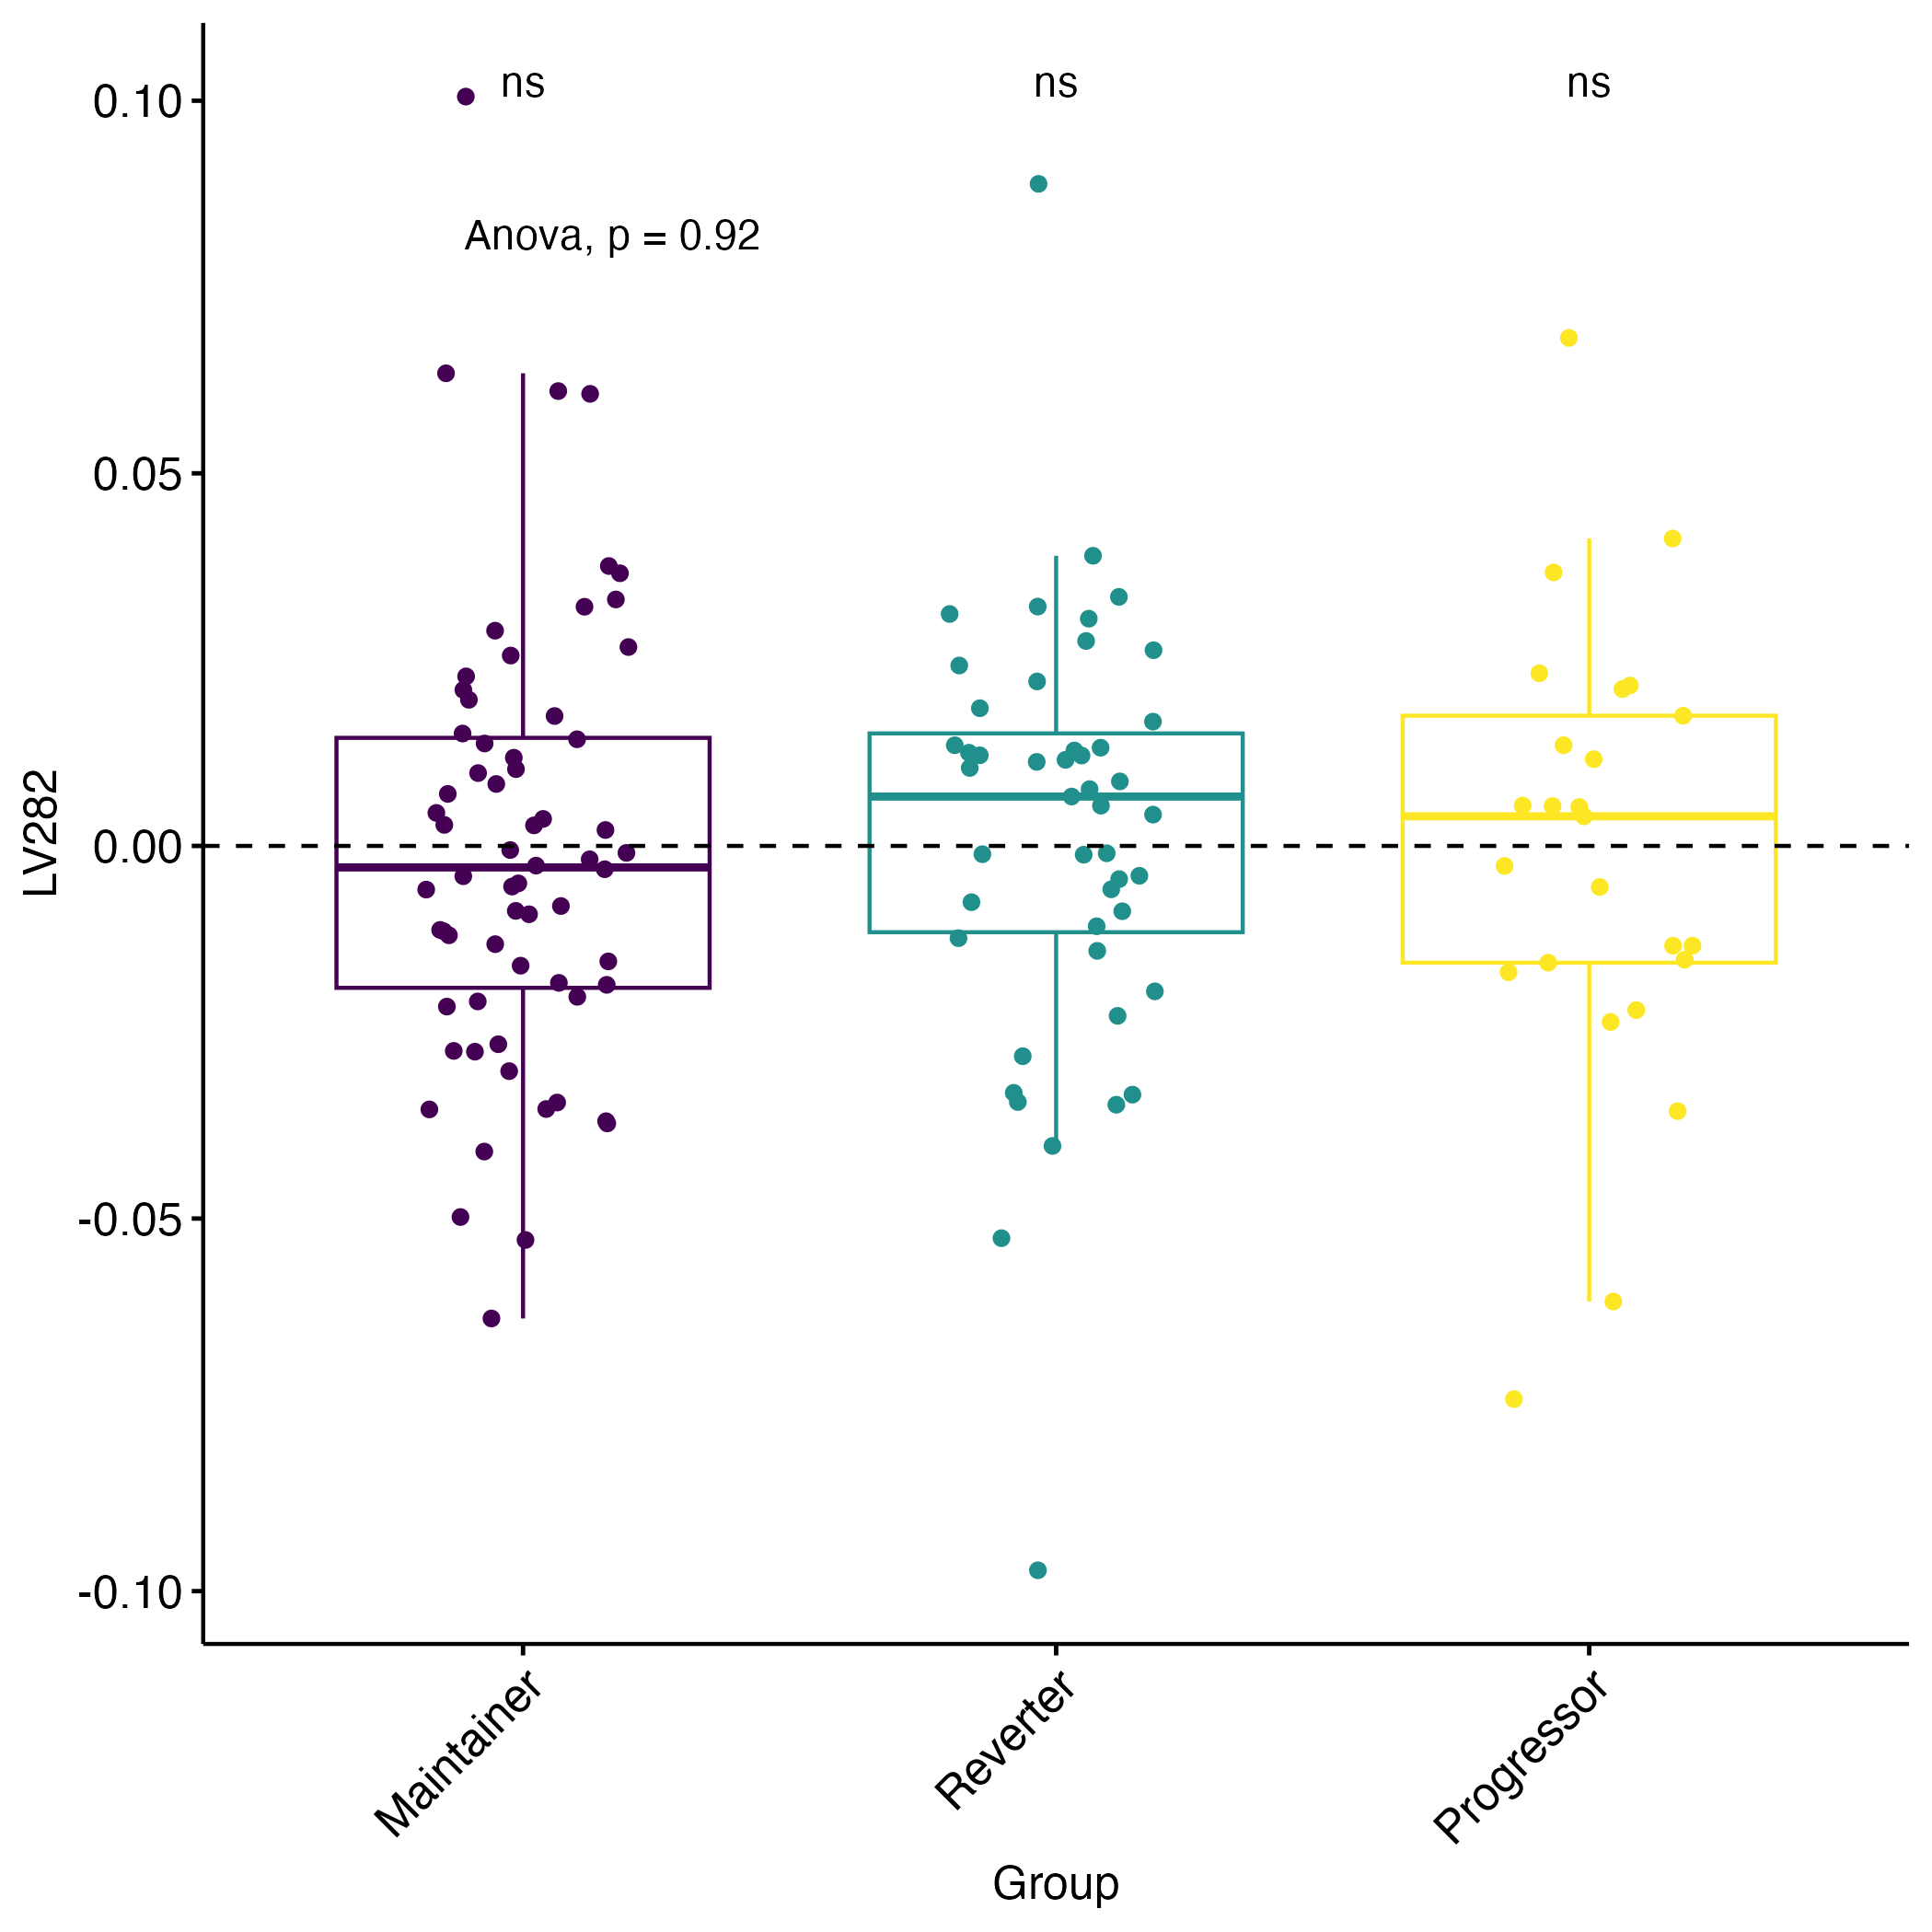 ns ns ns
Anova, p = 0.92
0.10
0.05
0.00
-0.05
-0.10
LV282
Maintainer Reverter Progressor
Group